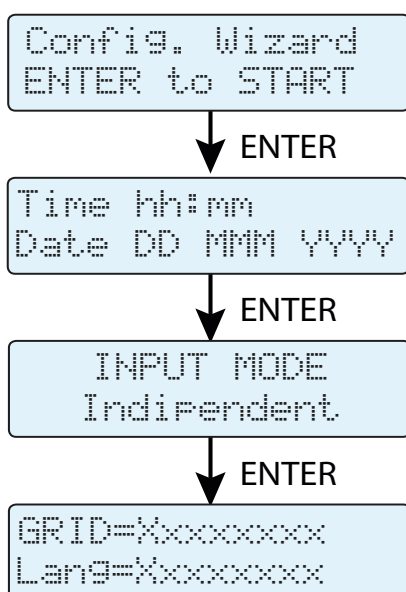 Config. Wizard
ENTER to START
ENTER
Time hh:mm
Date DD MMM YYYY
ENTER
INPUT MODE
Indipendent
ENTER
GRID=Xxxxxxxx
Lang=Xxxxxxxx